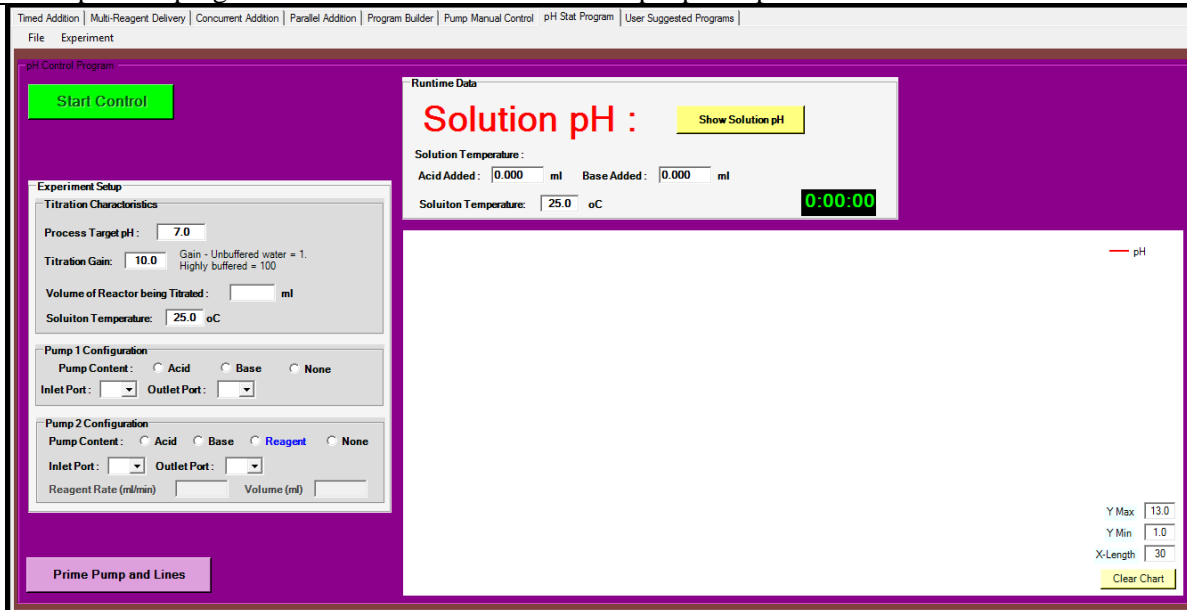 Timed Addition | Multi-Reagent Delivery | Concurrent Addition | Parallel Addition | Program Builder | Pump Manual Control | pH Stat Program | User Suggested Programs |
File Experiment
pH Control Program
Start Control
Runtime Data
Solution pH : Show Solution pH
Solution Temperature :
Acid Added : 0.000 ml Base Added : 0.000 ml
Soluiton Temperature: 25.0 oC 0:00:00
Experiment Setup
Titration Charactoristics
Process Target pH : 7.0
Titration Gain: 10.0 Gain - Unbuffered water = 1.
Highly buffered = 100
Volume of Reactor being Titrated : ml
Soluiton Temperature: 25.0 oC
Pump 1 Configuration
Pump Content : Acid Base None
Inlet Port : Outlet Port :
Pump 2 Configuration
Pump Content : Acid Base Reagent None
Inlet Port : Outlet Port :
Reagent Rate (ml/min) Volume (ml)
Prime Pump and Lines
pH
Y Max 13.0
Y Min 1.0
X-Length 30
Clear Chart